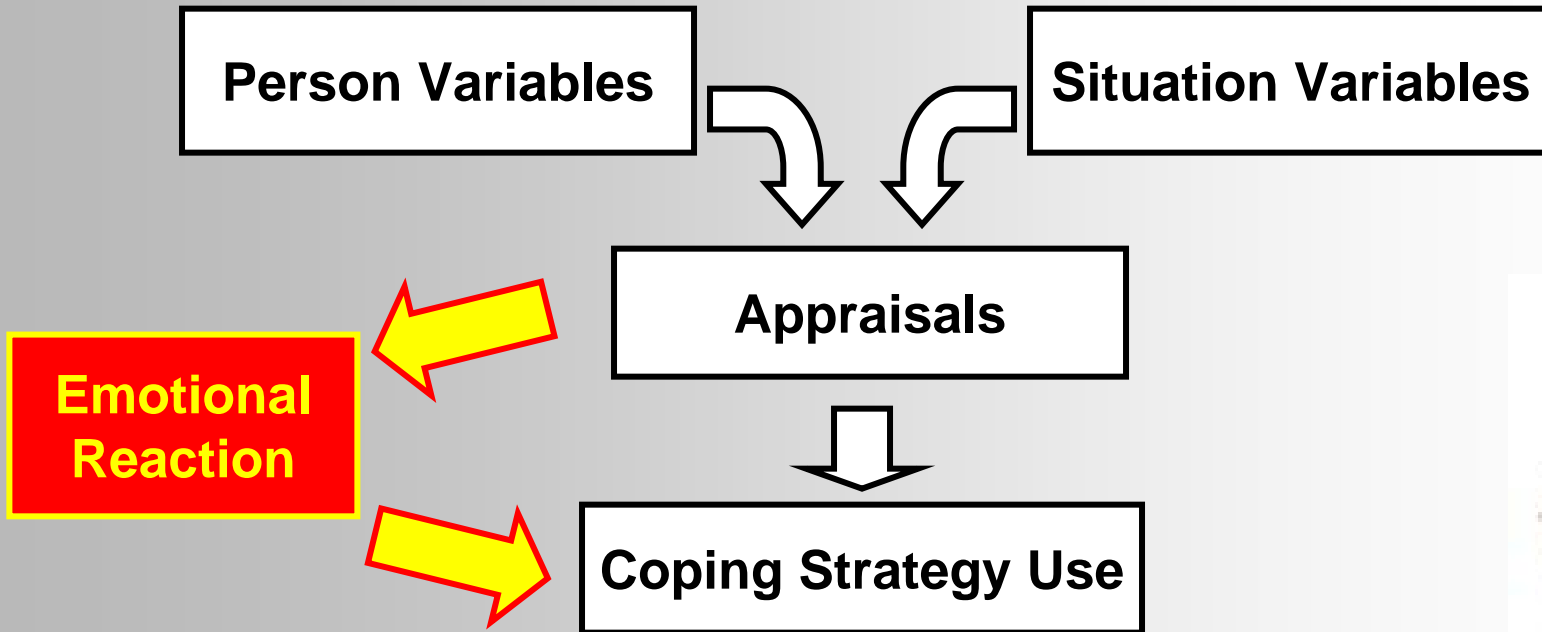 Person Variables
Situation Variables
Appraisals
Emotional
Reaction
Coping Strategy Use